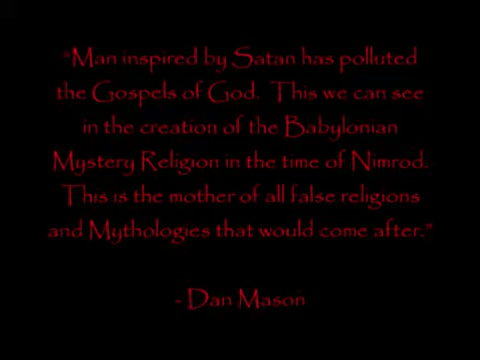 "Man inspired by Satan has polluted
the Gospels of God.  This we can see
in the creation of the Babylonian
Mystery Religion in the time of Nimrod.
This is the mother of all false religions
and Mythologies that would come after."
- Dan Mason